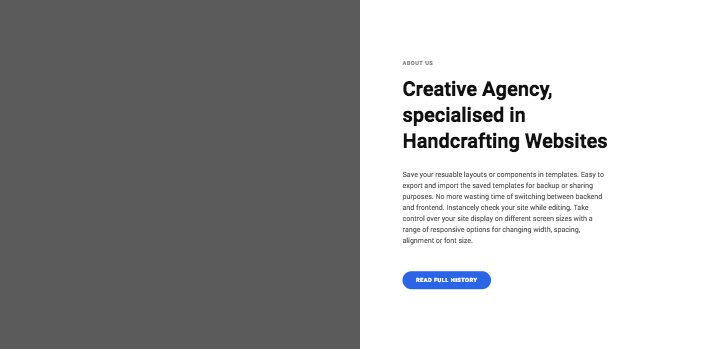 ABOUT US
Creative Agency,
specialised in
Handcrafting Websites
Save your resuable layouts or components in templates. Easy to
export and import the saved templates for backup or sharing
purposes. No more wasting time of switching between backend
and frontend. Instancely check your site while editing. Take
control over your site display on different screen sizes with a
range of responsive options for changing width, spacing,
alignment or font size.
READ FULL HISTORY